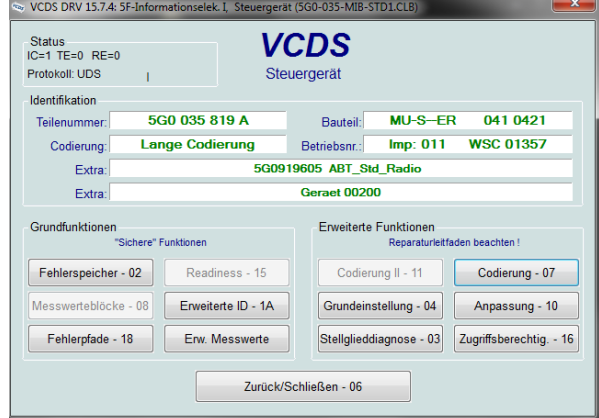 VCDS DRV 15.7.4: 5F-Informationselek. I, Steuergerät (5G0-035-MIB-STD1.CLB)
Status
IC=1 TE=0 RE=0
Protokoll: UDS
VCDS
Steuergerät
Identifikation
Teilenummer: 5G0 035 819 A Bauteil: MU-S--ER 041 0421
Codierung: Lange Codierung Betriebsnr.: Imp: 011 WSC 01357
Extra: 5G0919605 ABT_Std_Radio
Extra: Geraet 00200
Grundfunktionen
"Sichere" Funktionen
Fehlerspeicher - 02 Readiness - 15
Messwerteblöcke - 08 Erweiterte ID - 1A
Fehlerpfade - 18 Erw. Messwerte
Erweiterte Funktionen
Reparaturleitfaden beachten !
Codierung II - 11 Codierung - 07
Grundeinstellung - 04 Anpassung - 10
Stellglieddiagnose - 03 Zugriffsberechtig. - 16
Zurück/Schließen - 06